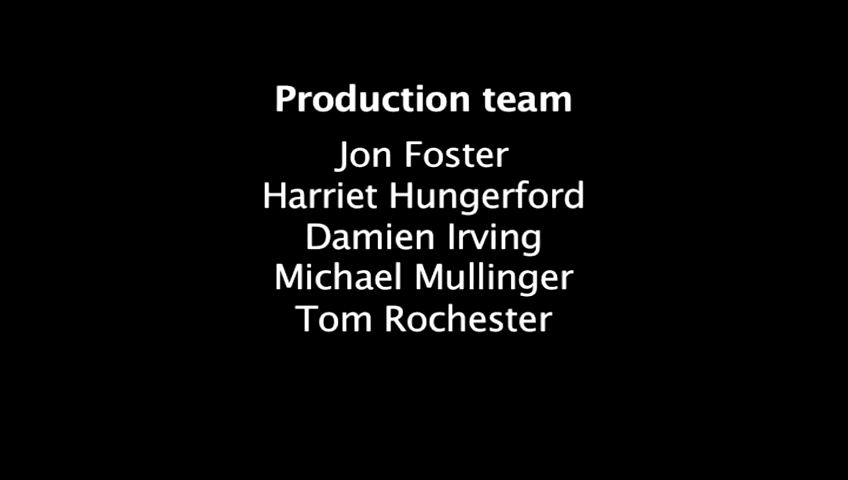 Production team
Jon Foster
Harriet Hungerford
Damien Irving
Michael Mullinger
Tom Rochester